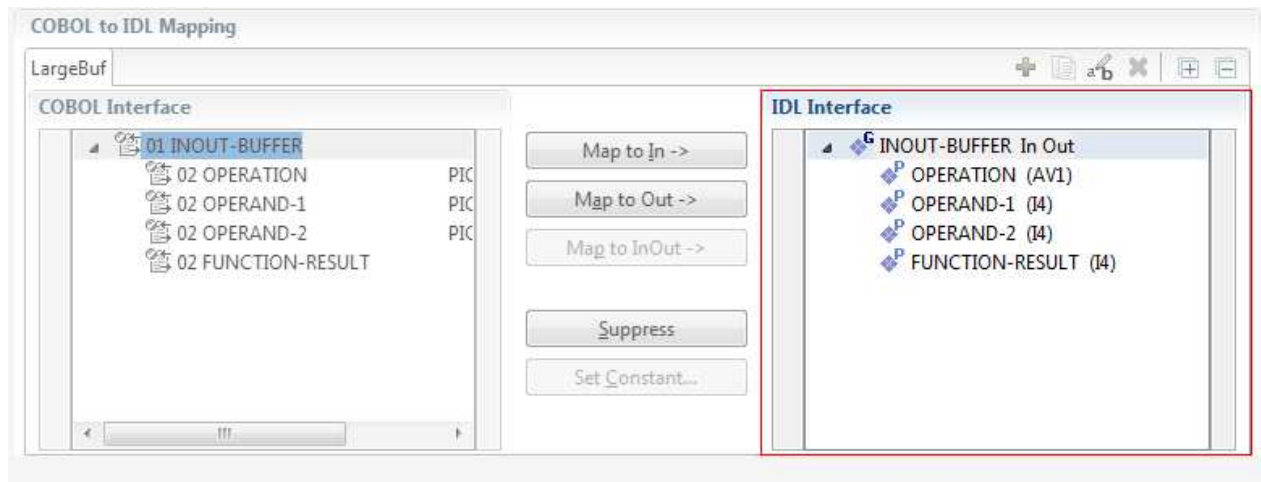 COBOL to IDL Mapping
LargeBuf
COBOL Interface
01 INOUT-BUFFER
02 OPERATION PIC
02 OPERAND-1 PIC
02 OPERAND-2 PIC
02 FUNCTION-RESULT
Map to In ->
Map to Out ->
Map to InOut ->
Suppress
Set Constant...
IDL Interface
INOUT-BUFFER In Out
OPERATION (AV1)
OPERAND-1 (I4)
OPERAND-2 (I4)
FUNCTION-RESULT (I4)